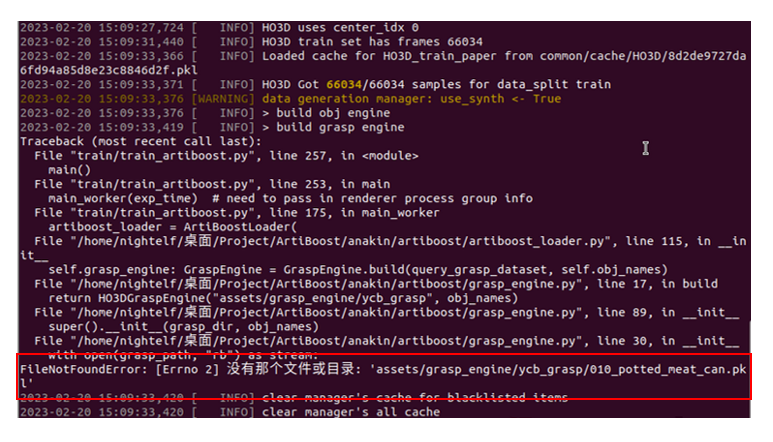 2023-02-20 15:09:27,724 [   INFO] HO3D uses center_idx 0
2023-02-20 15:09:31,440 [   INFO] HO3D train set has frames 66034
2023-02-20 15:09:33,366 [   INFO] Loaded cache for HO3D_train_paper from common/cache/HO3D/8d2de9727da
6fd94a85d8e23c8846d2f.pkl
2023-02-20 15:09:33,371 [   INFO] HO3D Got 66034/66034 samples for data_split train
2023-02-20 15:09:33,376 [WARNING] data generation manager: use_synth <- True
2023-02-20 15:09:33,376 [   INFO] > build obj engine
2023-02-20 15:09:33,419 [   INFO] > build grasp engine
Traceback (most recent call last):
  File "train/train_artiboost.py", line 257, in <module>
    main()
  File "train/train_artiboost.py", line 253, in main
    main_worker(exp_time)  # need to pass in renderer process group info
  File "train/train_artiboost.py", line 175, in main_worker
    artiboost_loader = ArtiBoostLoader(
  File "/home/nightelf/桌面/Project/ArtiBoost/anakin/artiboost/artiboost_loader.py", line 115, in __in
it__
    self.grasp_engine: GraspEngine = GraspEngine.build(query_grasp_dataset, self.obj_names)
  File "/home/nightelf/桌面/Project/ArtiBoost/anakin/artiboost/grasp_engine.py", line 17, in build
    return HO3DGraspEngine("assets/grasp_engine/ycb_grasp", obj_names)
  File "/home/nightelf/桌面/Project/ArtiBoost/anakin/artiboost/grasp_engine.py", line 89, in __init__
    super().__init__(grasp_dir, obj_names)
  File "/home/nightelf/桌面/Project/ArtiBoost/anakin/artiboost/grasp_engine.py", line 30, in __init__
    with open(grasp_path, "rb") as stream:
FileNotFoundError: [Errno 2] 没有那个文件或目录: 'assets/grasp_engine/ycb_grasp/010_potted_meat_can.pk
l'
2023-02-20 15:09:33,420 [   INFO] clear manager's cache for blacklisted items
2023-02-20 15:09:33,420 [   INFO] clear manager's all cache